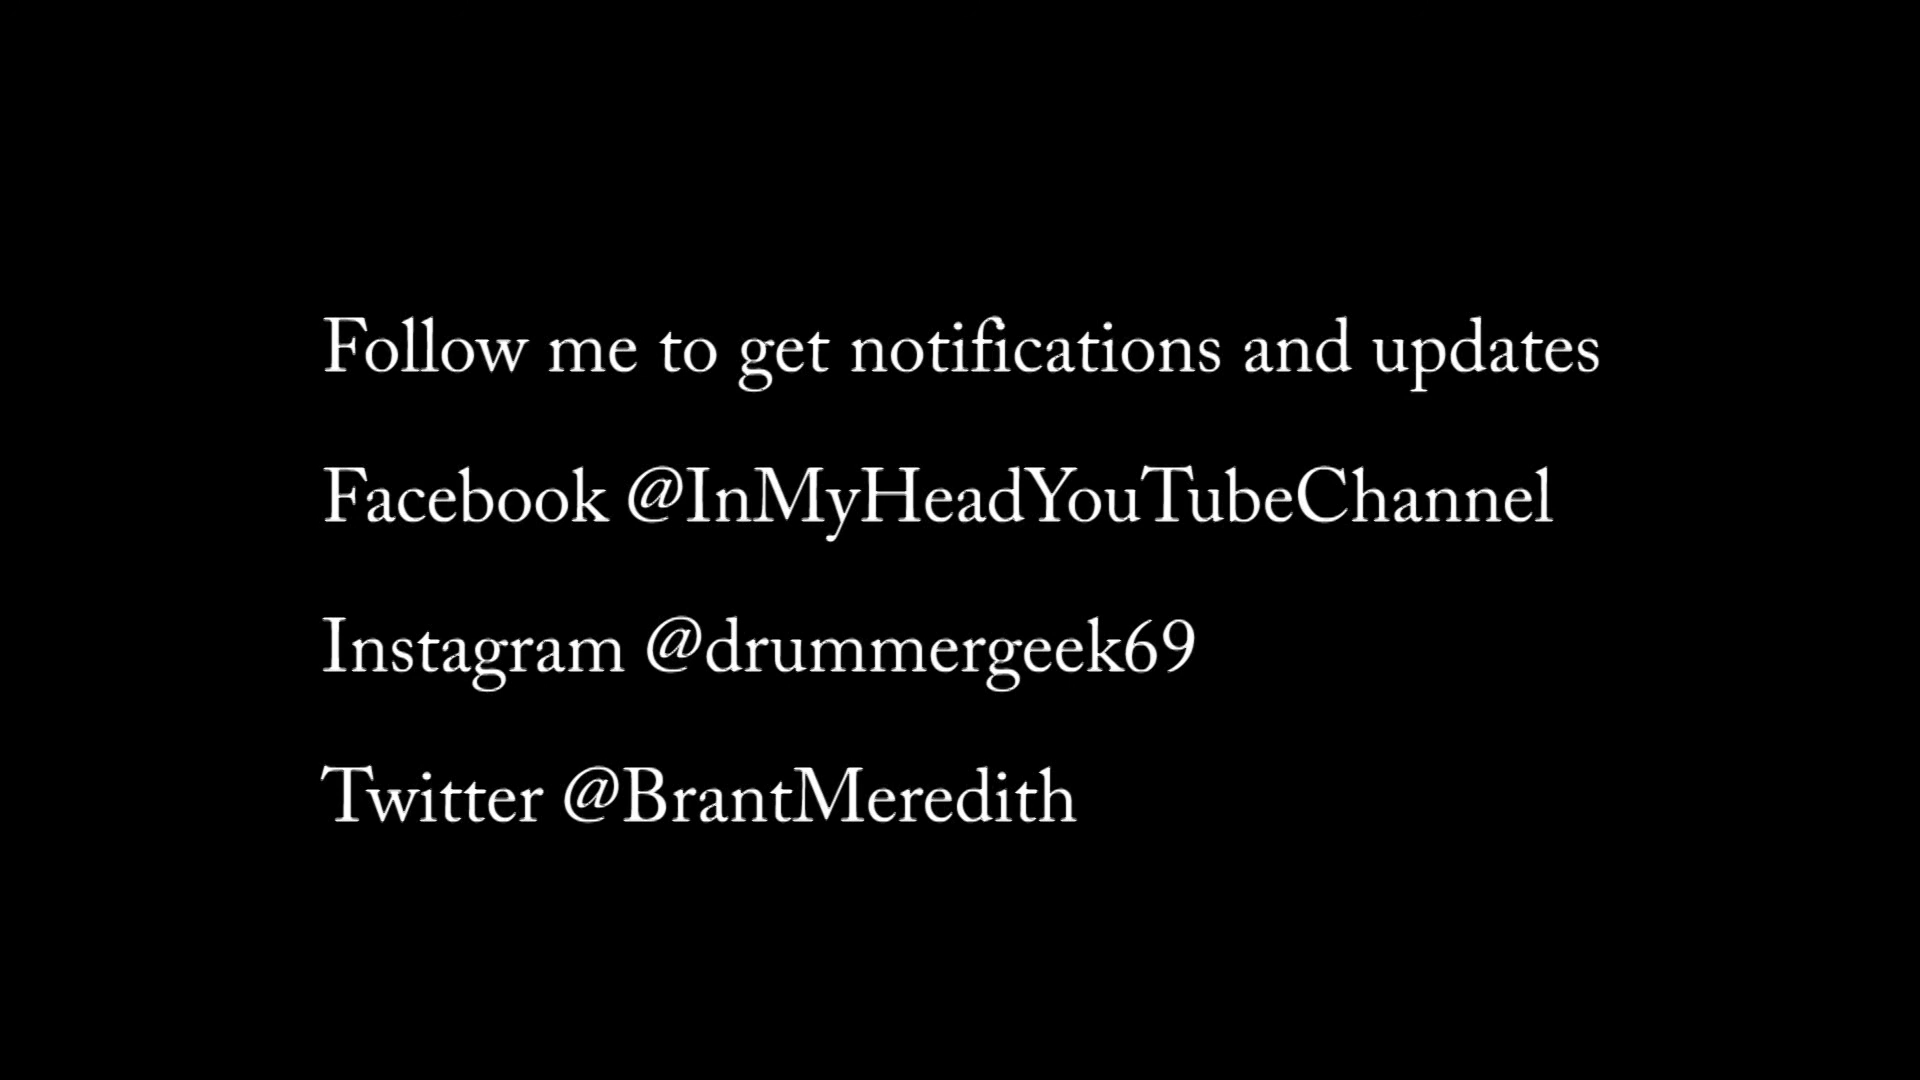 Follow me to get notifications and updates
Facebook @InMyHeadYouTubeChannel
Instagram @drummergeek69
Twitter @BrantMeredith